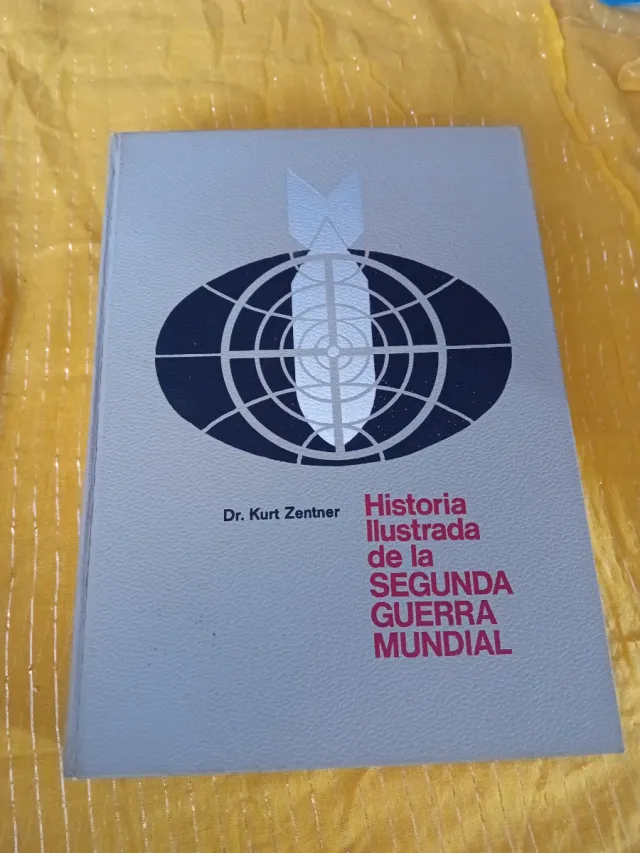 Dr. Kurt Zentner
Historia
Ilustrada
de la
SEGUNDA
GUERRA
MUNDIAL